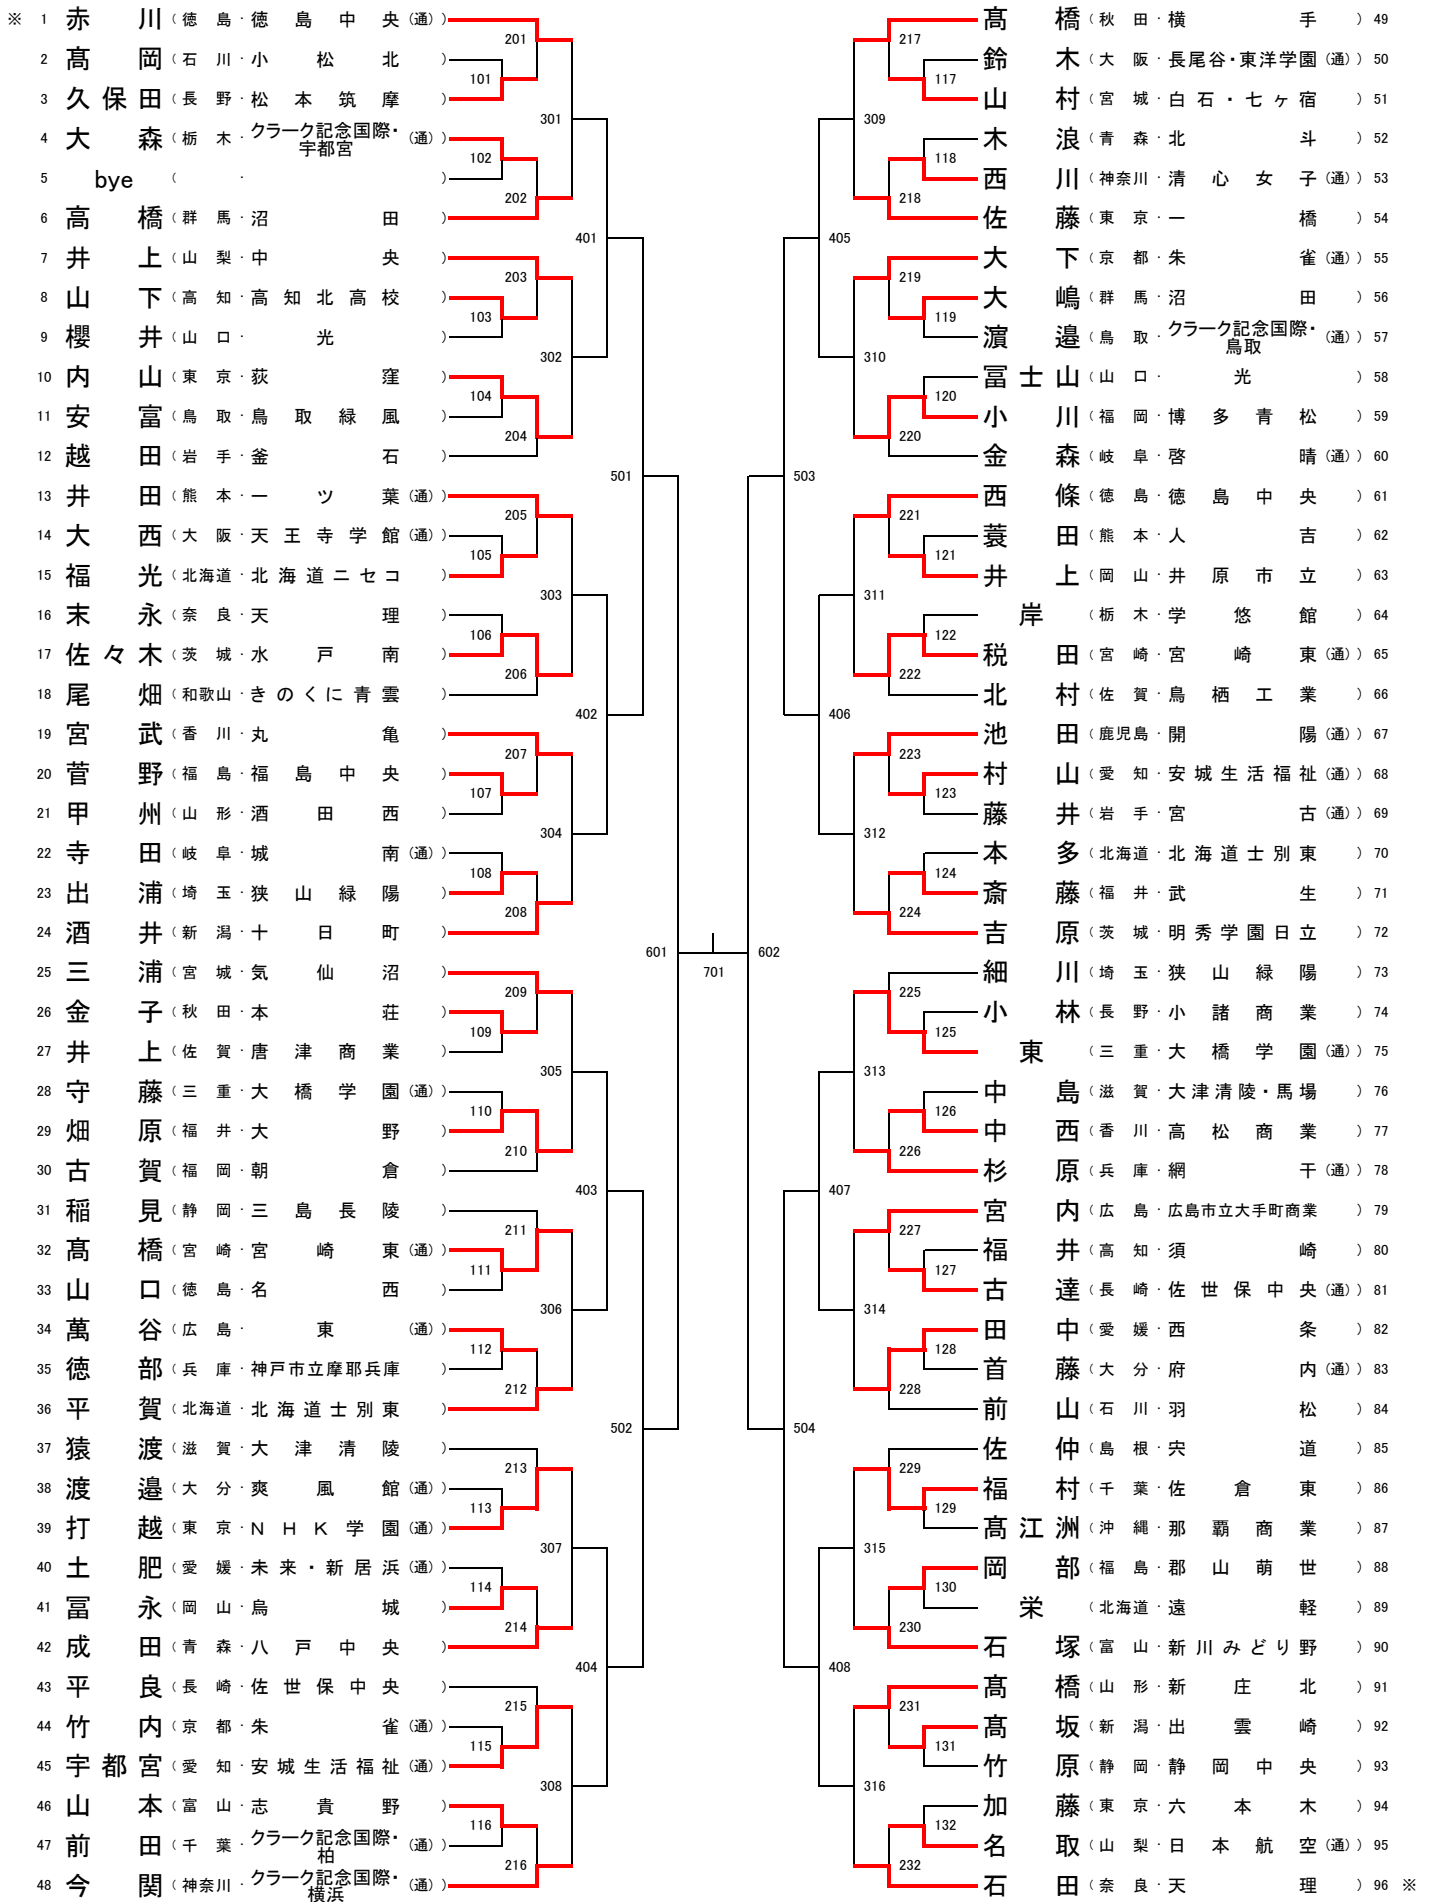 ※ 1 赤川（徳島・徳島中央（通））
2 髙岡（石川・小松北）
3 久保田（長野・松本筑摩）
4 大森（栃木・クラーク記念国際・宇都宮（通））
5 bye（・）
6 高橋（群馬・沼田）
7 井上（山梨・中央）
8 山下（高知・高知北高校）
9 櫻井（山口・光）
10 内山（東京・荻窪）
11 安富（鳥取・鳥取緑風）
12 越田（岩手・釜石）
13 井田（熊本・一ツ葉（通））
14 大西（大阪・天王寺学館（通））
15 福光（北海道・北海道ニセコ）
16 末永（奈良・天理）
17 佐々木（茨城・水戸南）
18 尾畑（和歌山・きのくに青雲）
19 宮武（香川・丸亀）
20 菅野（福島・福島中央）
21 甲州（山形・酒田西）
22 寺田（岐阜・城南（通））
23 出浦（埼玉・狭山緑陽）
24 酒井（新潟・十日町）
25 三浦（宮城・気仙沼）
26 金子（秋田・本荘）
27 井上（佐賀・唐津商業）
28 守藤（三重・大橋学園（通））
29 畑原（福井・大野）
30 古賀（福岡・朝倉）
31 稲見（静岡・三島長陵）
32 髙橋（宮崎・宮崎東（通））
33 山口（徳島・名西）
34 萬谷（広島・東（通））
35 徳部（兵庫・神戸市立摩耶兵庫）
36 平賀（北海道・北海道士別東）
37 猿渡（滋賀・大津清陵）
38 渡邉（大分・爽風館（通））
39 打越（東京・ＮＨＫ学園（通））
40 土肥（愛媛・未来・新居浜（通））
41 冨永（岡山・烏城）
42 成田（青森・八戸中央）
43 平良（長崎・佐世保中央）
44 竹内（京都・朱雀（通））
45 宇都宮（愛知・安城生活福祉（通））
46 山本（富山・志貴野）
47 前田（千葉・クラーク記念国際・柏（通））
48 今関（神奈川・クラーク記念国際・横浜（通））
201
101
301
102
202
401
203
103
302
104
204
501
205
105
303
106
206
402
207
107
304
108
208
601
701
602
209
109
305
110
210
403
211
111
306
112
212
502
213
113
307
114
214
404
215
115
308
116
216
217
117
309
118
218
405
219
119
310
120
220
503
221
121
311
122
222
406
223
123
312
124
224
225
125
313
126
226
407
227
127
314
128
228
504
229
129
315
130
230
408
231
131
316
132
232
髙橋（秋田・横手）49
鈴木（大阪・長尾谷・東洋学園（通））50
山村（宮城・白石・七ヶ宿）51
木浪（青森・北斗）52
西川（神奈川・清心女子（通））53
佐藤（東京・一橋）54
大下（京都・朱雀（通））55
大嶋（群馬・沼田）56
濵邉（鳥取・クラーク記念国際・鳥取（通））57
冨士山（山口・光）58
小川（福岡・博多青松）59
金森（岐阜・啓晴（通））60
西條（徳島・徳島中央）61
蓑田（熊本・人吉）62
井上（岡山・井原市立）63
岸（栃木・学悠館）64
税田（宮崎・宮崎東（通））65
北村（佐賀・鳥栖工業）66
池田（鹿児島・開陽（通））67
村山（愛知・安城生活福祉（通））68
藤井（岩手・宮古（通））69
本多（北海道・北海道士別東）70
斎藤（福井・武生）71
吉原（茨城・明秀学園日立）72
細川（埼玉・狭山緑陽）73
小林（長野・小諸商業）74
東（三重・大橋学園（通））75
中島（滋賀・大津清陵・馬場）76
中西（香川・高松商業）77
杉原（兵庫・網干（通））78
宮内（広島・広島市立大手町商業）79
福井（高知・須崎）80
古達（長崎・佐世保中央（通））81
田中（愛媛・西条）82
首藤（大分・府内（通））83
前山（石川・羽松）84
佐仲（島根・宍道）85
福村（千葉・佐倉東）86
髙江洲（沖縄・那覇商業）87
岡部（福島・郡山萌世）88
栄（北海道・遠軽）89
石塚（富山・新川みどり野）90
髙橋（山形・新庄北）91
髙坂（新潟・出雲崎）92
竹原（静岡・静岡中央）93
加藤（東京・六本木）94
名取（山梨・日本航空（通））95
石田（奈良・天理）96 ※